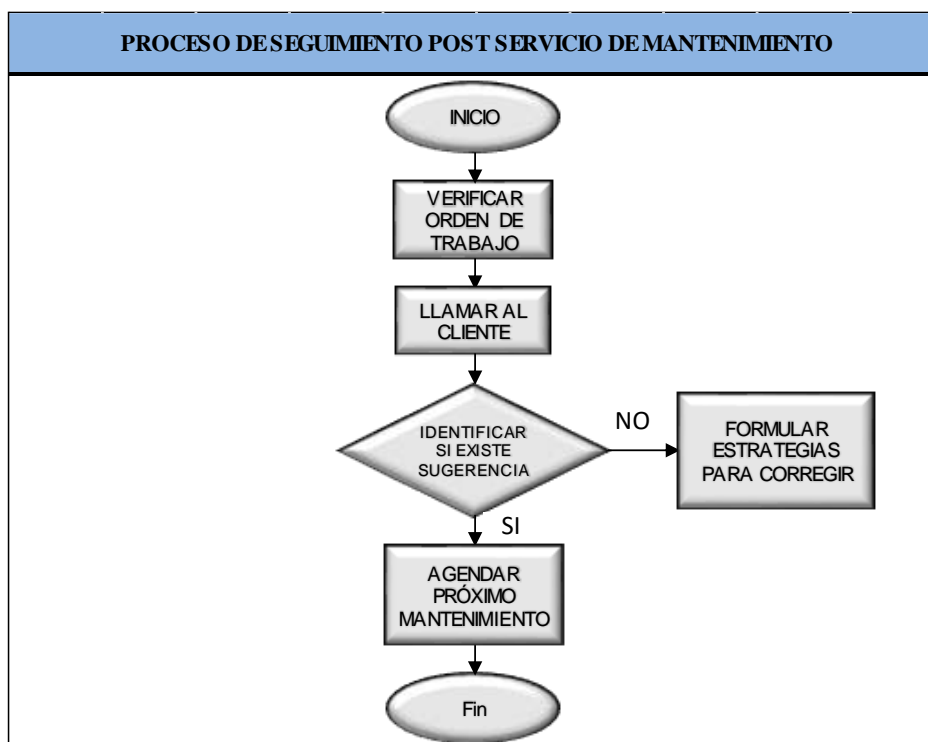 PROCESO DE SEGUIMIENTO POST SERVICIO DE MANTENIMIENTO
INICIO
VERIFICAR
ORDEN DE
TRABAJO
LLAMAR AL
CLIENTE
IDENTIFICAR
SI EXISTE
SUGERENCIA
NO
FORMULAR
ESTRATEGIAS
PARA CORREGIR
SI
AGENDAR
PRÓXIMO
MANTENIMIENTO
Fin